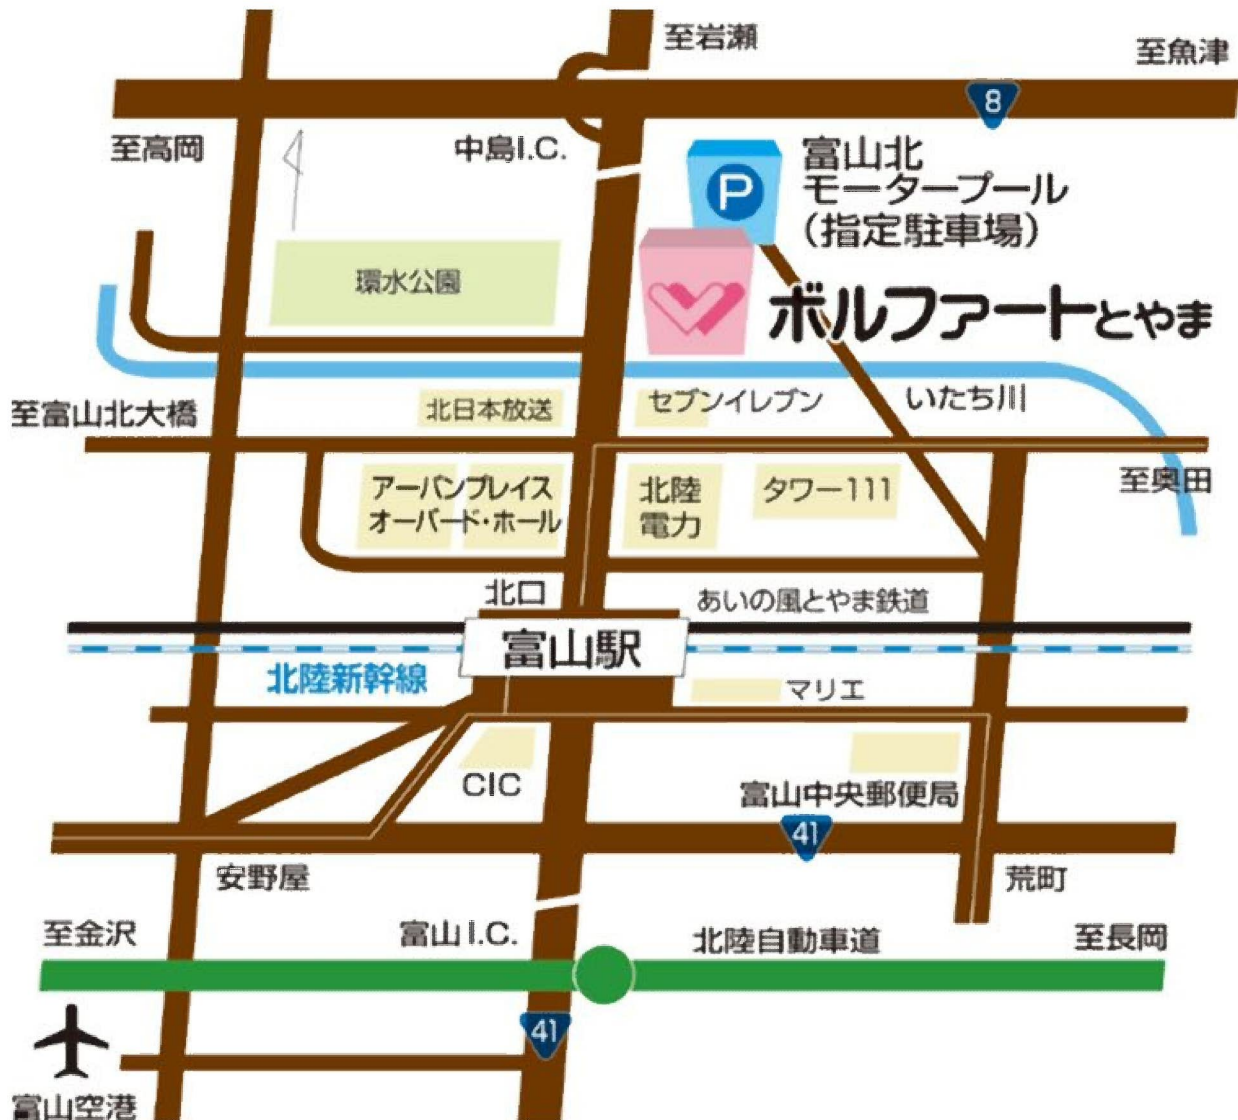 至岩瀬
至魚津
8
至高岡
中島I.C.
P
富山北
モータープール
（指定駐車場）
環水公園
ボルファートとやま
至富山北大橋
北日本放送
セブンイレブン
いたち川
アーバンプレイス
オーバード・ホール
北陸
電力
タワー111
至奥田
北口
あいの風とやま鉄道
富山駅
北陸新幹線
マリエ
CIC
富山中央郵便局
41
安野屋
荒町
至金沢
富山I.C.
北陸自動車道
至長岡
41
富山空港